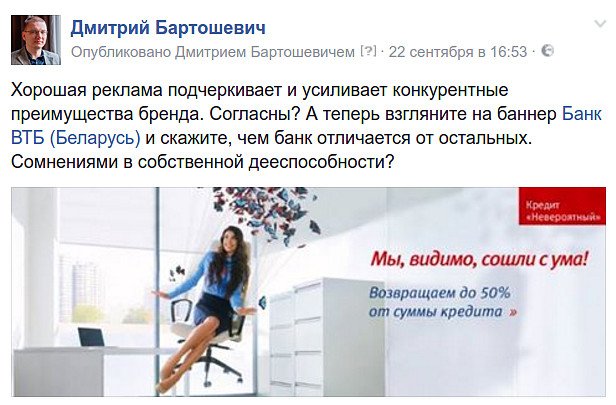 Дмитрий Бартошевич
Опубликовано Дмитрием Бартошевичем [?] · 22 сентября в 16:53 ·
Хорошая реклама подчеркивает и усиливает конкурентные
преимущества бренда. Согласны? А теперь взгляните на баннер Банк
ВТБ (Беларусь) и скажите, чем банк отличается от остальных.
Сомнениями в собственной дееспособности?
Кредит
«Невероятный»
Мы, видимо, сошли с ума!
Возвращаем до 50%
от суммы кредита »